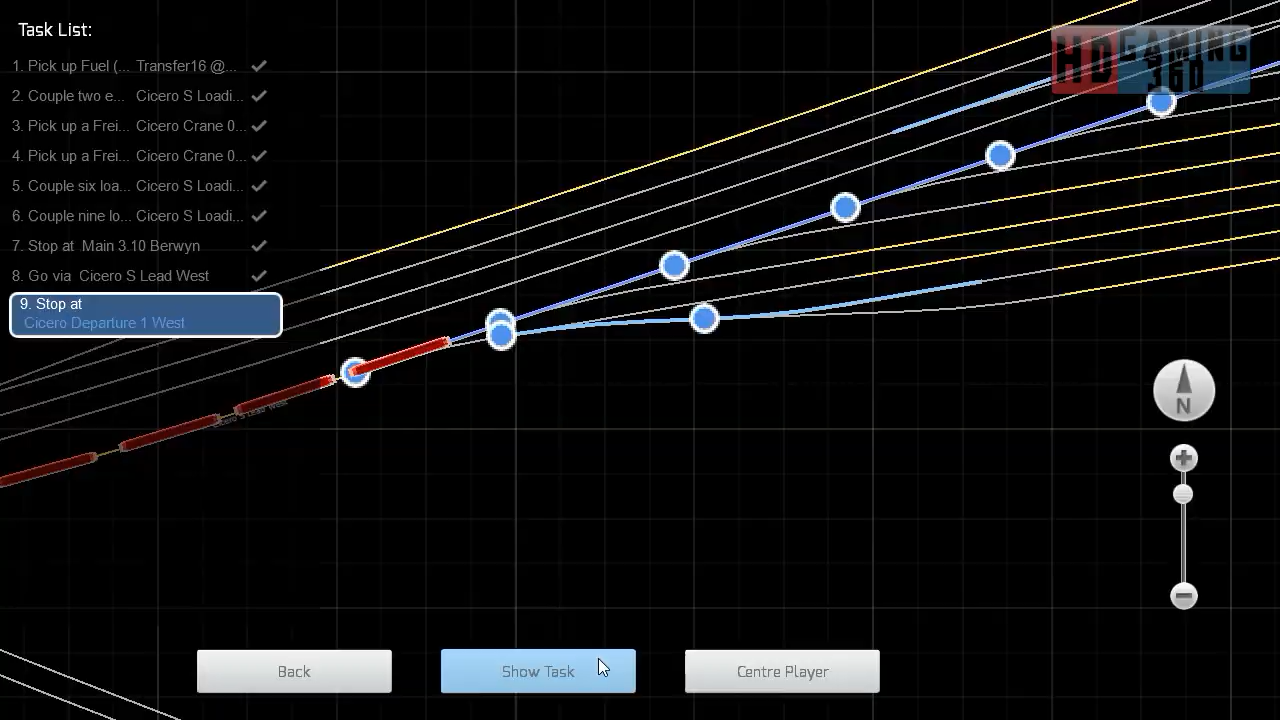 Task List:
1. Pick up Fuel (... Transfer16 @...
2. Couple two e... Cicero S Loadi...
3. Pick up a Frei... Cicero Crane 0...
4. Pick up a Frei... Cicero Crane 0...
5. Couple six loa... Cicero S Loadi...
6. Couple nine lo... Cicero S Loadi...
7. Stop at Main 3.10 Berwyn
8. Go via Cicero S Lead West
9. Stop at
Cicero Departure 1 West
HD GAMING
360
Cicero S Lead West
N
Back
Show Task
Centre Player